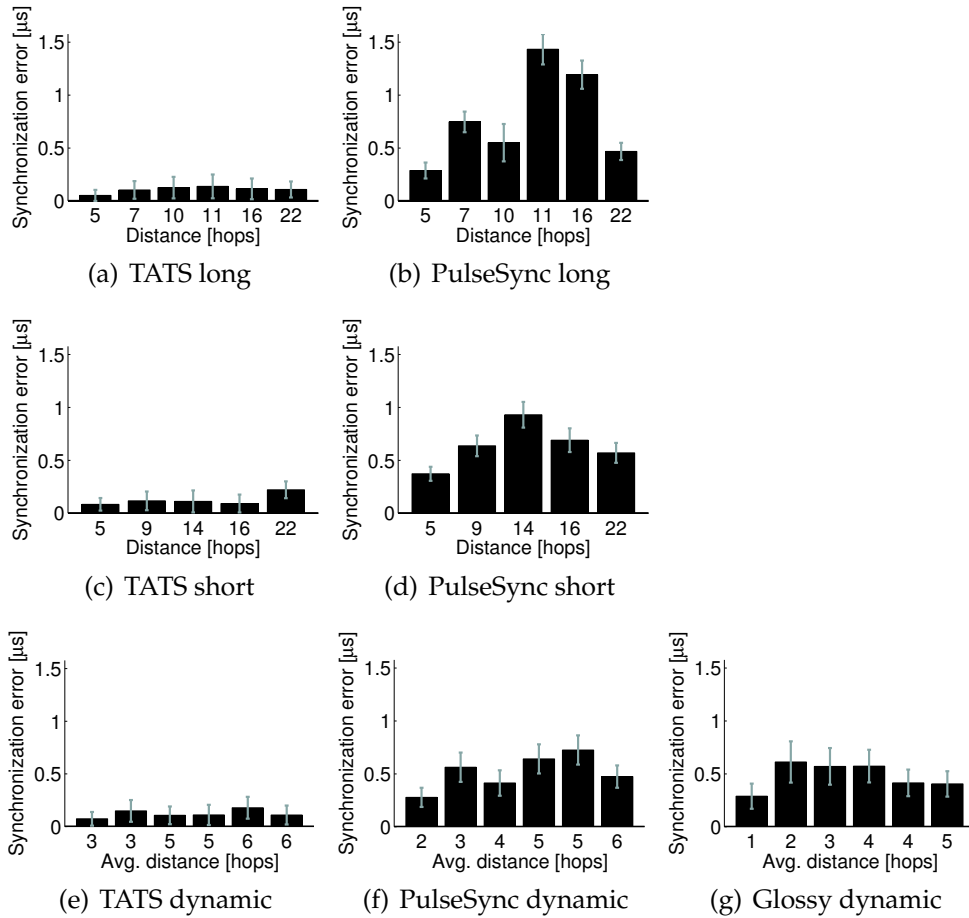 Synchronization error [µs]
1.5
1
0.5
0
5 7 10 11 16 22
Distance [hops]
(a) TATS long
Synchronization error [µs]
1.5
1
0.5
0
5 7 10 11 16 22
Distance [hops]
(b) PulseSync long
Synchronization error [µs]
1.5
1
0.5
0
5 9 14 16 22
Distance [hops]
(c) TATS short
Synchronization error [µs]
1.5
1
0.5
0
5 9 14 16 22
Distance [hops]
(d) PulseSync short
Synchronization error [µs]
1.5
1
0.5
0
3 3 5 5 6 6
Avg. distance [hops]
(e) TATS dynamic
Synchronization error [µs]
1.5
1
0.5
0
2 3 4 5 5 6
Avg. distance [hops]
(f) PulseSync dynamic
Synchronization error [µs]
1.5
1
0.5
0
1 2 3 4 4 5
Avg. distance [hops]
(g) Glossy dynamic